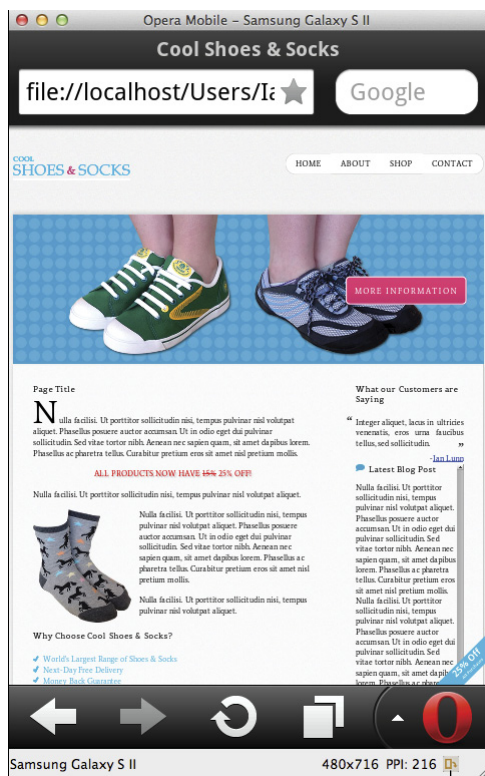 Opera Mobile – Samsung Galaxy S II
Cool Shoes & Socks
file://localhost/Users/Ia
Google
COOL
SHOES & SOCKS
HOME ABOUT SHOP CONTACT
MORE INFORMATION
Page Title
Nulla facilisi. Ut porttitor sollicitudin nisi, tempus pulvinar nisl volutpat
aliquet. Phasellus posuere auctor accumsan. Ut in odio eget dui pulvinar
sollicitudin. Sed vitae tortor nibh. Aenean nec sapien quam, sit amet dapibus lorem.
Phasellus ac pharetra tellus. Curabitur pretium eros sit amet nisl pretium mollis.
ALL PRODUCTS NOW HAVE 15% 25% OFF!
Nulla facilisi. Ut porttitor sollicitudin nisi, tempus pulvinar nisl volutpat aliquet.
Nulla facilisi. Ut porttitor sollicitudin nisi, tempus
pulvinar nisl volutpat aliquet. Phasellus posuere
auctor accumsan. Ut in odio eget dui pulvinar
sollicitudin. Sed vitae tortor nibh. Aenean nec
sapien quam, sit amet dapibus lorem. Phasellus ac
pharetra tellus. Curabitur pretium eros sit amet nisl
pretium mollis.
Nulla facilisi. Ut porttitor sollicitudin nisi, tempus
pulvinar nisl volutpat aliquet.
Why Choose Cool Shoes & Socks?
World's Largest Range of Shoes & Socks
Next-Day Free Delivery
Money Back Guarantee
What our Customers are
Saying
“ Integer aliquet, lacus in ultricies
venenatis, eros urna faucibus
tellus, sed sollicitudin. ”
-Ian Lunn
Latest Blog Post
Nulla facilisi. Ut porttitor
sollicitudin nisi, tempus
pulvinar nisl volutpat aliquet.
Phasellus posuere auctor
accumsan. Ut in odio eget dui
pulvinar sollicitudin. Sed
vitae tortor nibh. Aenean nec
sapien quam, sit amet dapibus
lorem. Phasellus ac pharetra
tellus. Curabitur pretium eros
sit amet nisl pretium mollis.
Nulla facilisi. Ut porttitor
sollicitudin nisi, tempus
pulvinar nisl volutpat aliquet.
Phasellus posuere auctor
accumsan. Ut in odio eget dui
pulvinar sollicitudin. Sed
vitae tortor nibh. Aenean nec
sapien quam, sit amet dapibus
lorem. Phasellus ac pharetra
25% Off
Samsung Galaxy S II
480x716 PPI: 216